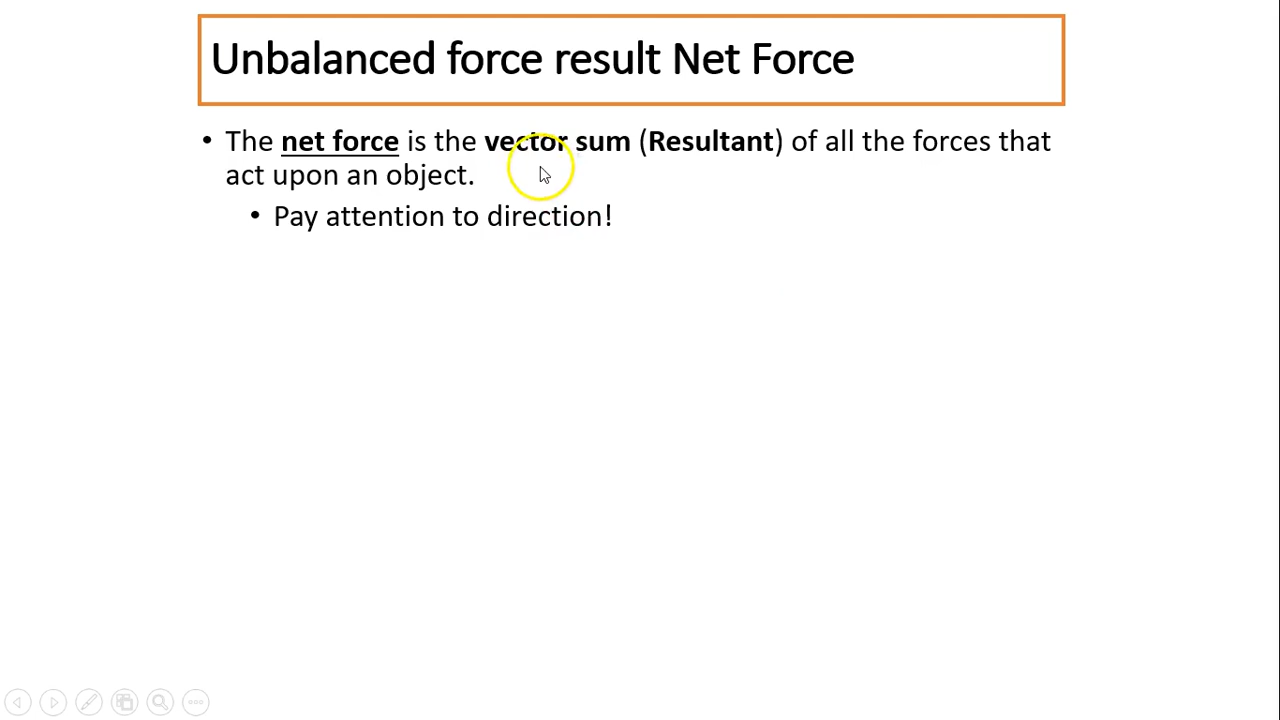 Unbalanced force result Net Force
• The net force is the vector sum (Resultant) of all the forces that
act upon an object.
• Pay attention to direction!